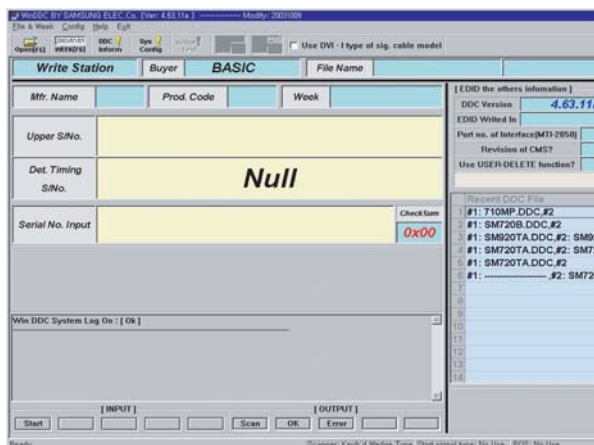 WinDDC BY SAMSUNG ELEC.Co. [Ver: 4.63.11a ] ---------------- Modify: 20031009
File & Week Config Help Exit
Open[F5] WEEK[F6] DDC Inform Sys Config
Use DVI - I type of sig. cable model
Write Station Buyer BASIC File Name
Mfr. Name Prod. Code Week
Upper S/No.
Det. Timing
S/No.
Null
Serial No. Input
CheckSum
0x00
Win DDC System Log On : [ Ok ]
[ INPUT ] [ OUTPUT ]
Start Scan OK Error
[ EDID the others infomation ]
DDC Version 4.63.11
EDID Writed In
Port no. of Interface(MTI-2050)
Revision of CMS?
Use USER-DELETE function?
Recent DDC File
1 #1: 710MP.DDC,#2
2 #1: SM720B.DDC,#2
3 #1: SM920TA.DDC,#2: SM92
4 #1: SM720TA.DDC,#2: SM72
5 #1: SM720TA.DDC,#2
6 #1: -------------------- ,#2: SM720
7
8
9
10
11
12
13
14
Ready